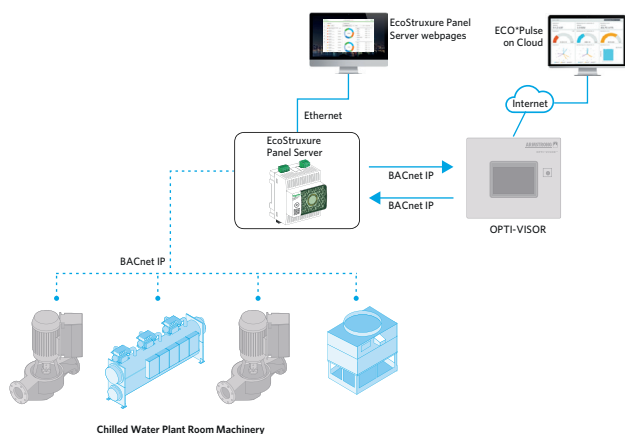 EcoStruxure Panel
Server webpages
ECO*Pulse
on Cloud
Internet
Ethernet
EcoStruxure
Panel Server
BACnet IP
BACnet IP
OPTI-VISOR
BACnet IP
Chilled Water Plant Room Machinery